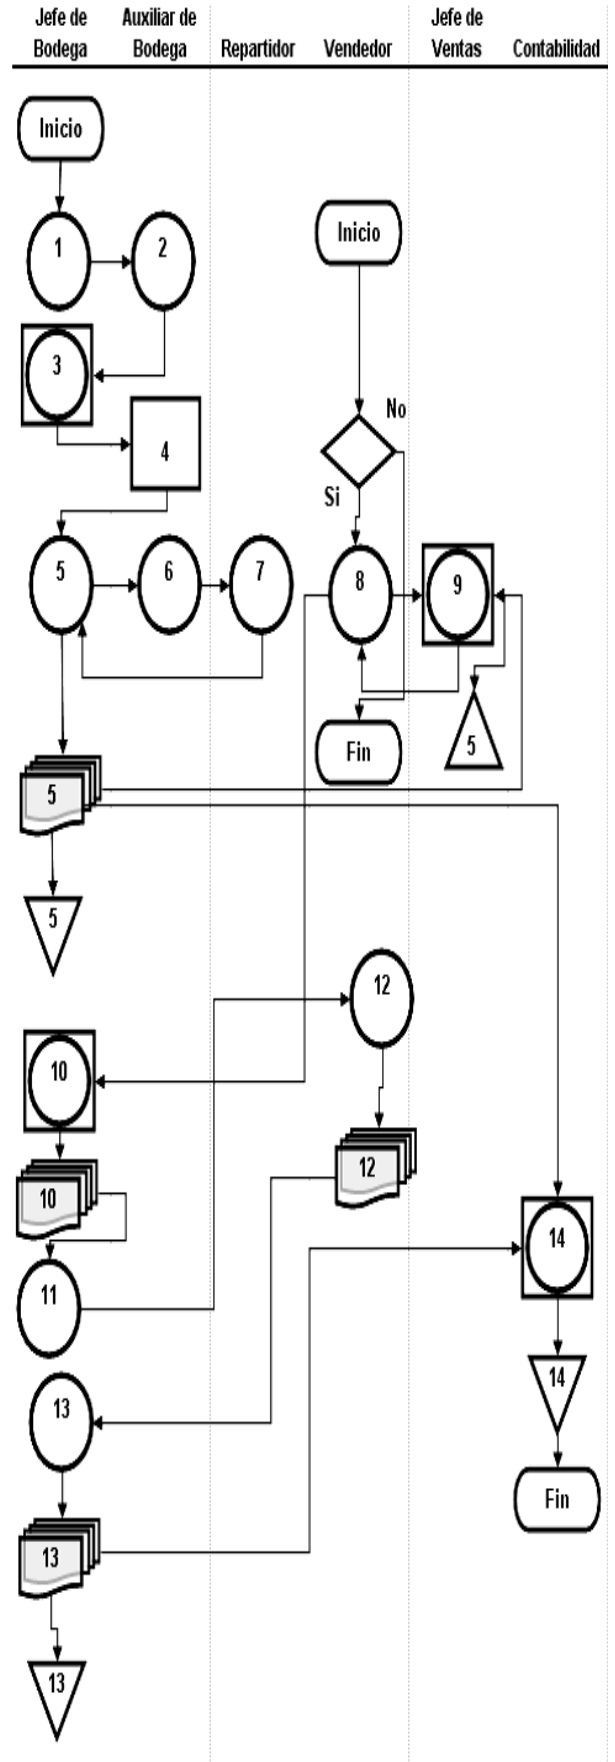 Jefe de Bodega
Auxiliar de Bodega
Repartidor
Vendedor
Jefe de Ventas
Contabilidad
Inicio
1
2
Inicio
3
No
4
Si
5
6
7
8
9
5
Fin
5
5
12
10
12
10
14
11
14
13
Fin
13
13